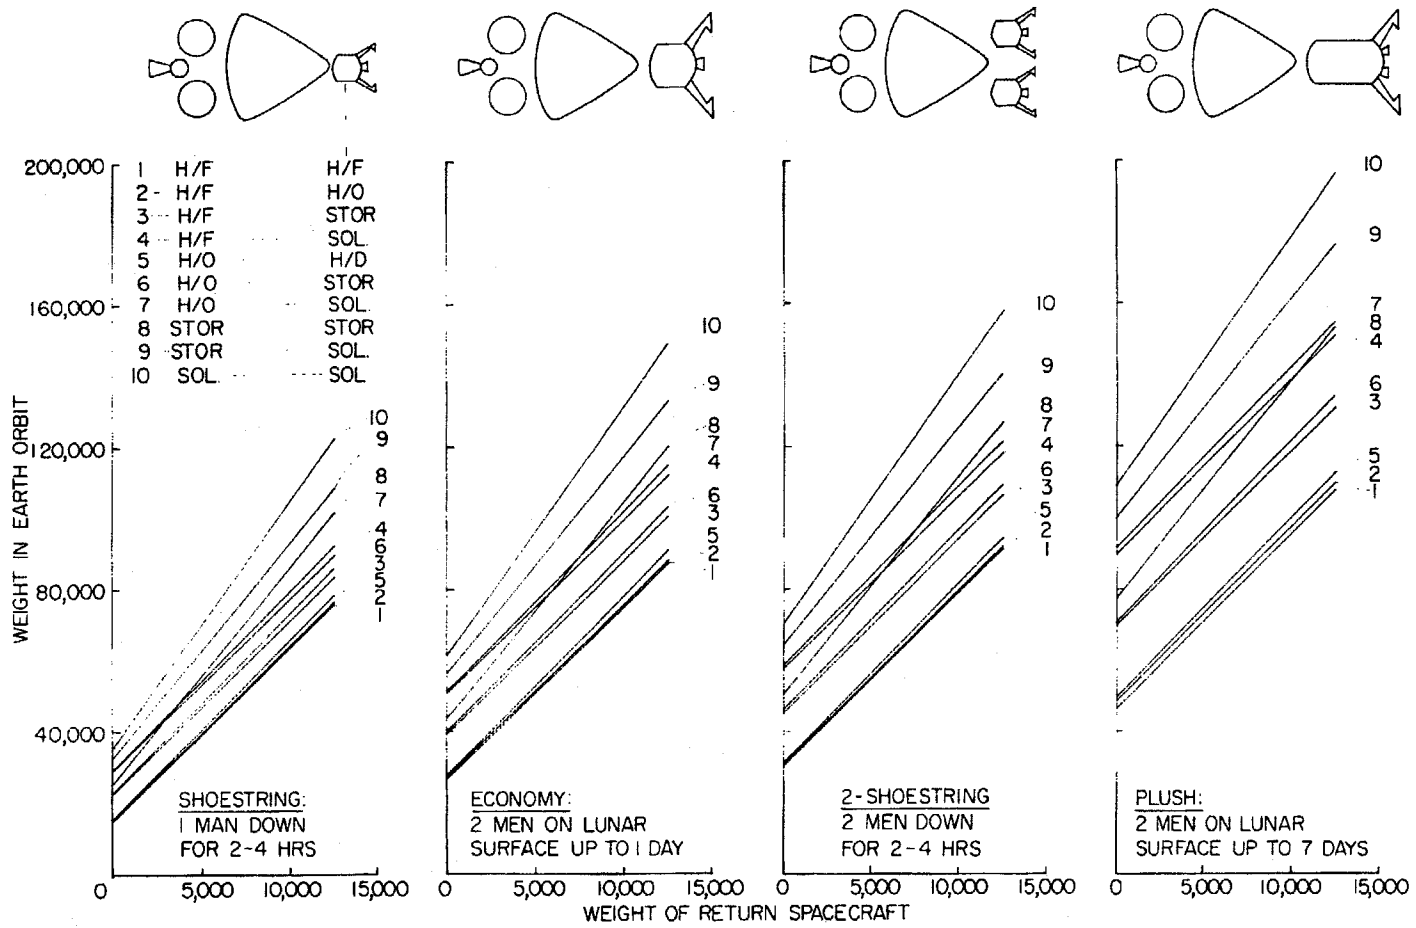 200,000
160,000
120,000
80,000
40,000
0
WEIGHT IN EARTH ORBIT
1 H/F H/F
2 - H/F H/O
3 H/F STOR
4 H/F SOL.
5 H/O H/D
6 H/O STOR
7 H/O SOL.
8 STOR STOR
9 STOR SOL.
10 SOL. SOL
10
9
8
7
4
6
3
5
2
1
SHOESTRING:
1 MAN DOWN
FOR 2-4 HRS
0 5,000 10,000 15,000
10
9
8
7
4
6
3
5
2
1
ECONOMY:
2 MEN ON LUNAR
SURFACE UP TO 1 DAY
0 5,000 10,000 15,000
10
9
8
7
4
6
3
5
2
1
2-SHOESTRING
2 MEN DOWN
FOR 2-4 HRS
0 5,000 10,000 15,000
10
9
7
8
4
6
3
5
2
1
PLUSH:
2 MEN ON LUNAR
SURFACE UP TO 7 DAYS
0 5,000 10,000 15,000
WEIGHT OF RETURN SPACECRAFT